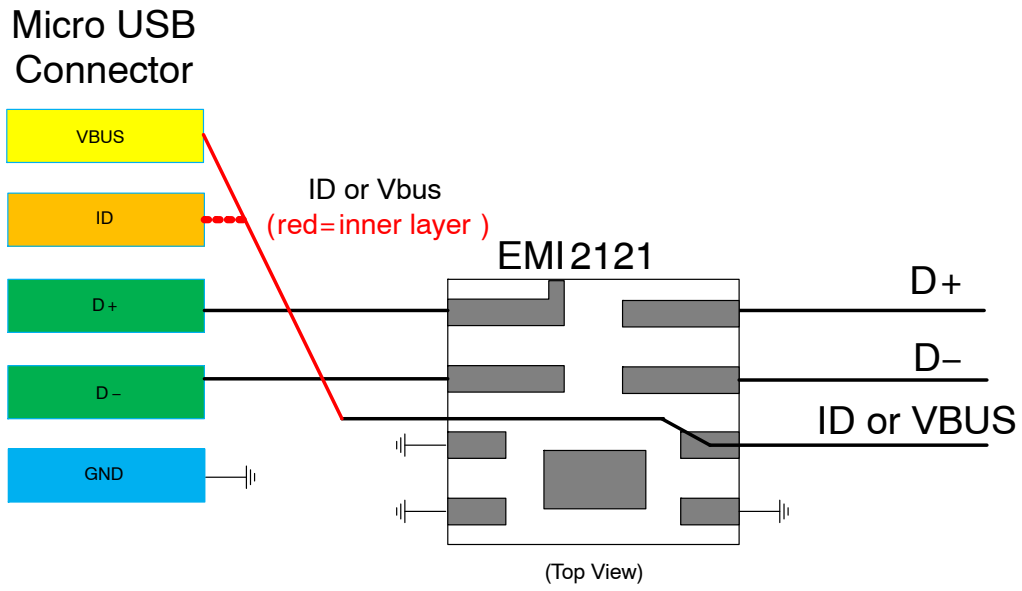 Micro USB
Connector
VBUS
ID
D+
D–
GND
ID or Vbus
(red=inner layer )
EMI 2121
D+
D–
ID or VBUS
(Top View)